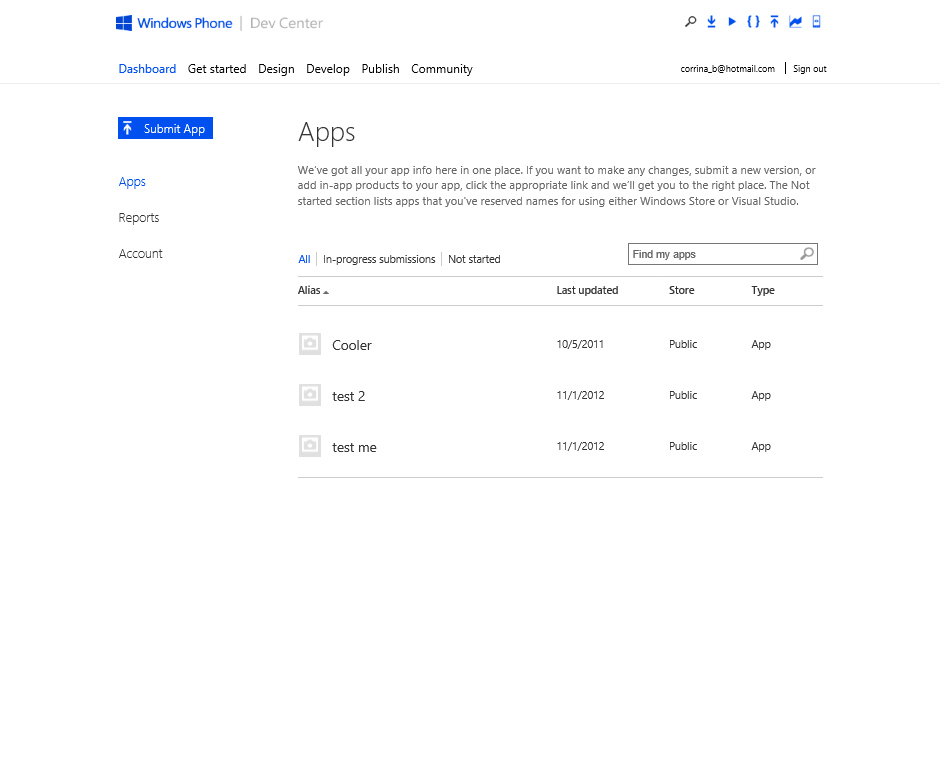 Windows Phone | Dev Center
Dashboard Get started Design Develop Publish Community
corrina_b@hotmail.com | Sign out
Submit App
Apps
Reports
Account
Apps
We've got all your app info here in one place. If you want to make any changes, submit a new version, or
add in-app products to your app, click the appropriate link and we'll get you to the right place. The Not
started section lists apps that you've reserved names for using either Windows Store or Visual Studio.
All | In-progress submissions | Not started
Find my apps
Alias Last updated Store Type
Cooler 10/5/2011 Public App
test 2 11/1/2012 Public App
test me 11/1/2012 Public App